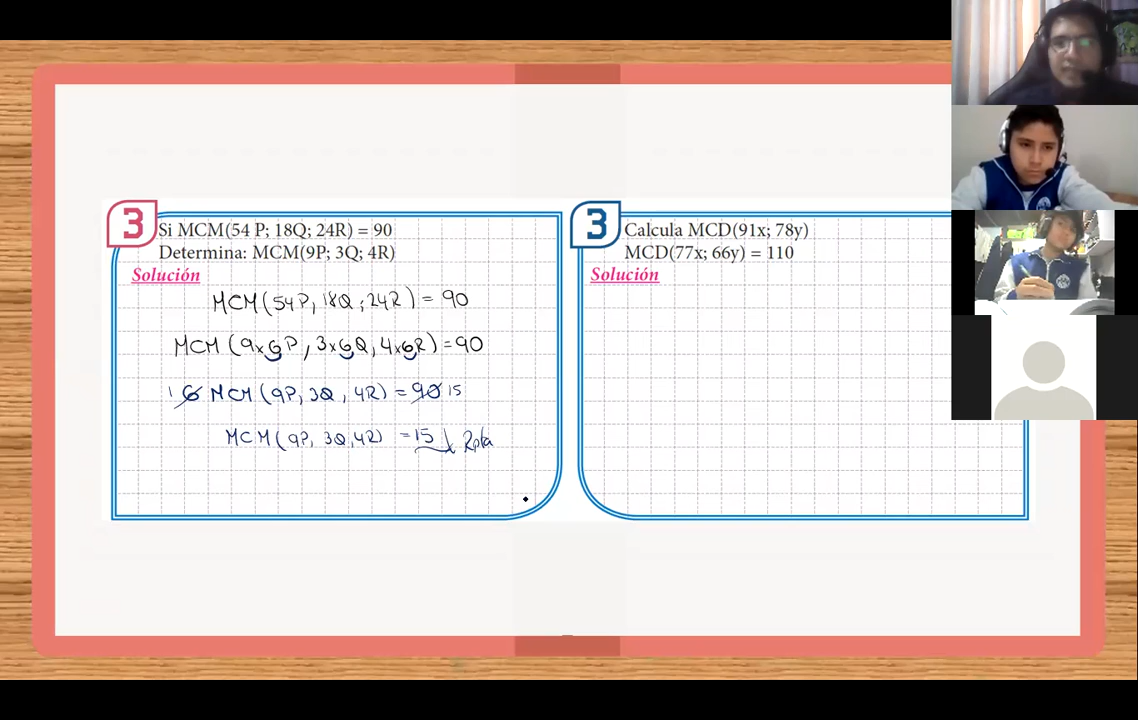 3
Si MCM(54 P; 18Q; 24R) = 90
Determina: MCM(9P; 3Q; 4R)
Solución
MCM(54P, 18Q; 24R) = 90
MCM(9x6P, 3x6Q, 4x6R) = 90
1 6 MCM(9P, 3Q, 4R) = 90 15
MCM(9P, 3Q, 4R) = 15 Rpta
3
Calcula MCD(91x; 78y)
MCD(77x; 66y) = 110
Solución